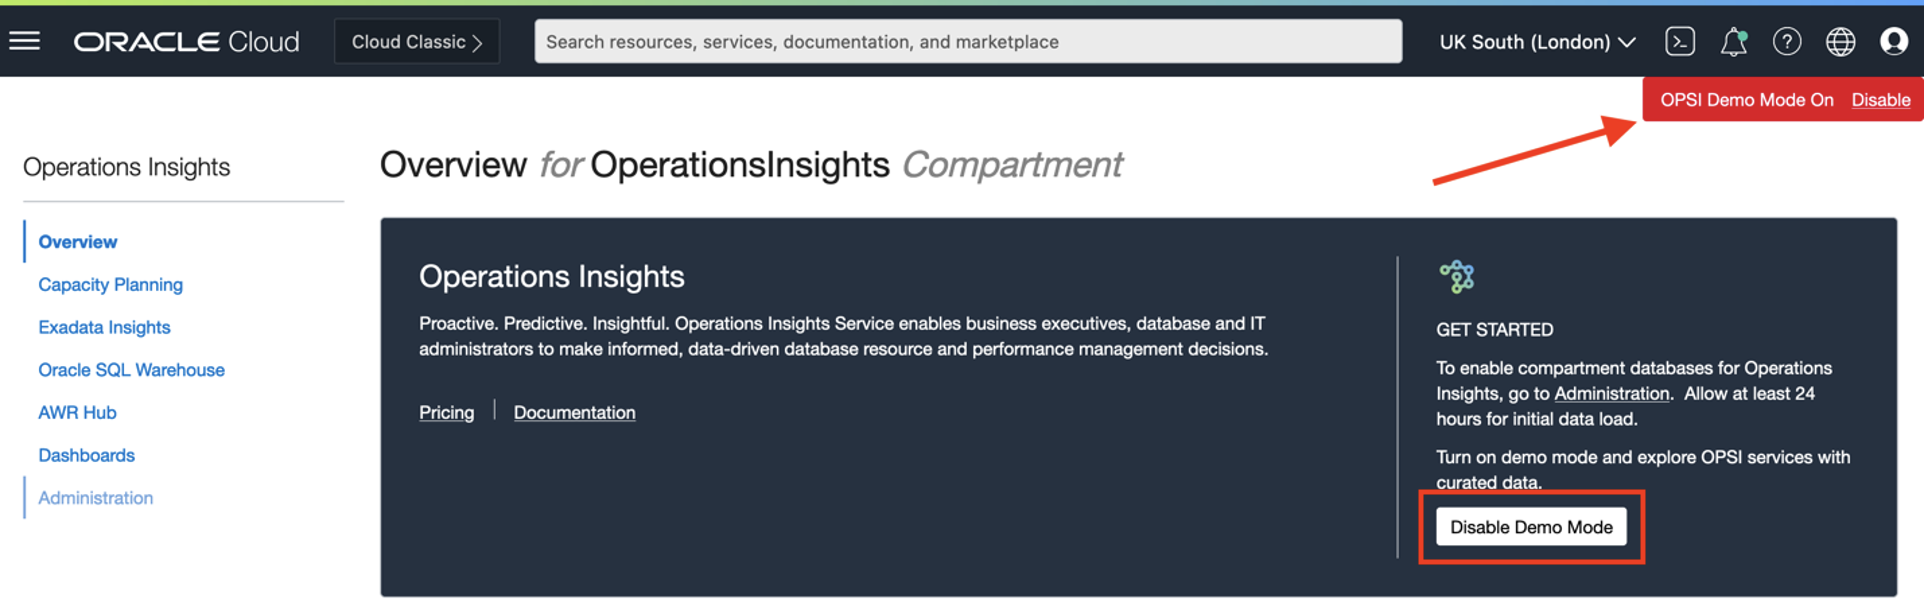 ORACLE Cloud
Cloud Classic
Search resources, services, documentation, and marketplace
UK South (London)
OPSI Demo Mode On Disable
Operations Insights
Overview
Capacity Planning
Exadata Insights
Oracle SQL Warehouse
AWR Hub
Dashboards
Administration
Overview for OperationsInsights Compartment
Operations Insights
Proactive. Predictive. Insightful. Operations Insights Service enables business executives, database and IT
administrators to make informed, data-driven database resource and performance management decisions.
Pricing | Documentation
GET STARTED
To enable compartment databases for Operations
Insights, go to Administration. Allow at least 24
hours for initial data load.
Turn on demo mode and explore OPSI services with
curated data.
Disable Demo Mode